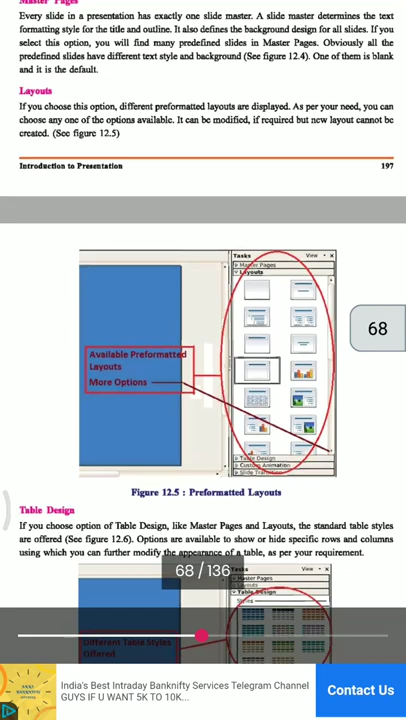 Master Pages
Every slide in a presentation has exactly one slide master. A slide master determines the text
formatting style for the title and outline. It also defines the background design for all slides. If you
select this option, you will find many predefined slides in Master Pages. Obviously all the
predefined slides have different text style and background (See figure 12.4). One of them is blank
and it is the default.
Layouts
If you choose this option, different preformatted layouts are displayed. As per your need, you can
choose any one of the options available. It can be modified, if required but new layout cannot be
created. (See figure 12.5)
Introduction to Presentation 197
Tasks View
Master Pages
Layouts
68
Available Preformatted
Layouts
More Options
Table Design
Custom Animation
Slide Transition
Figure 12.5 : Preformatted Layouts
Table Design
If you choose option of Table Design, like Master Pages and Layouts, the standard table styles
are offered (See figure 12.6). Options are available to show or hide specific rows and columns
using which you can further modify the appearance of a table, as per your requirement.
68 / 136
Tasks View
Master Pages
Layouts
Table Design
Styles
Different Table Styles
Offered
India's Best Intraday Banknifty Services Telegram Channel
GUYS IF U WANT 5K TO 10K...
Contact Us